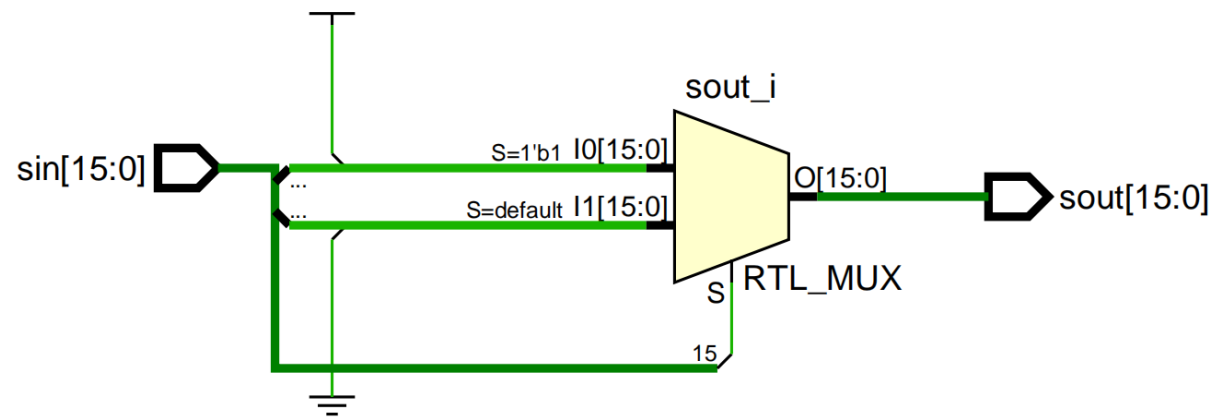 sout_i
sin[15:0]
S=1'b1 I0[15:0]
...
...
S=default I1[15:0]
O[15:0]
sout[15:0]
S
RTL_MUX
15